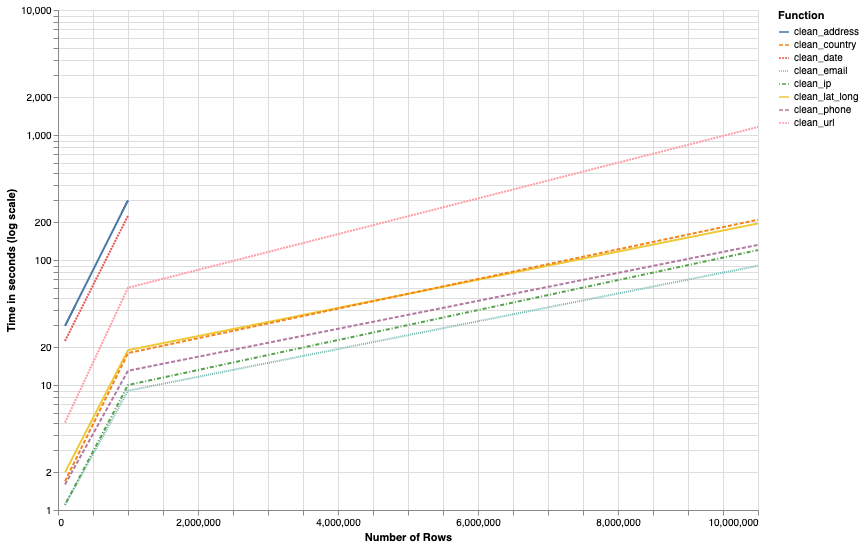 10,000
2,000
1,000
200
100
20
10
2
1
Time in seconds (log scale)
0
2,000,000
4,000,000
6,000,000
8,000,000
10,000,000
Number of Rows
Function
clean_address
clean_country
clean_date
clean_email
clean_ip
clean_lat_long
clean_phone
clean_url